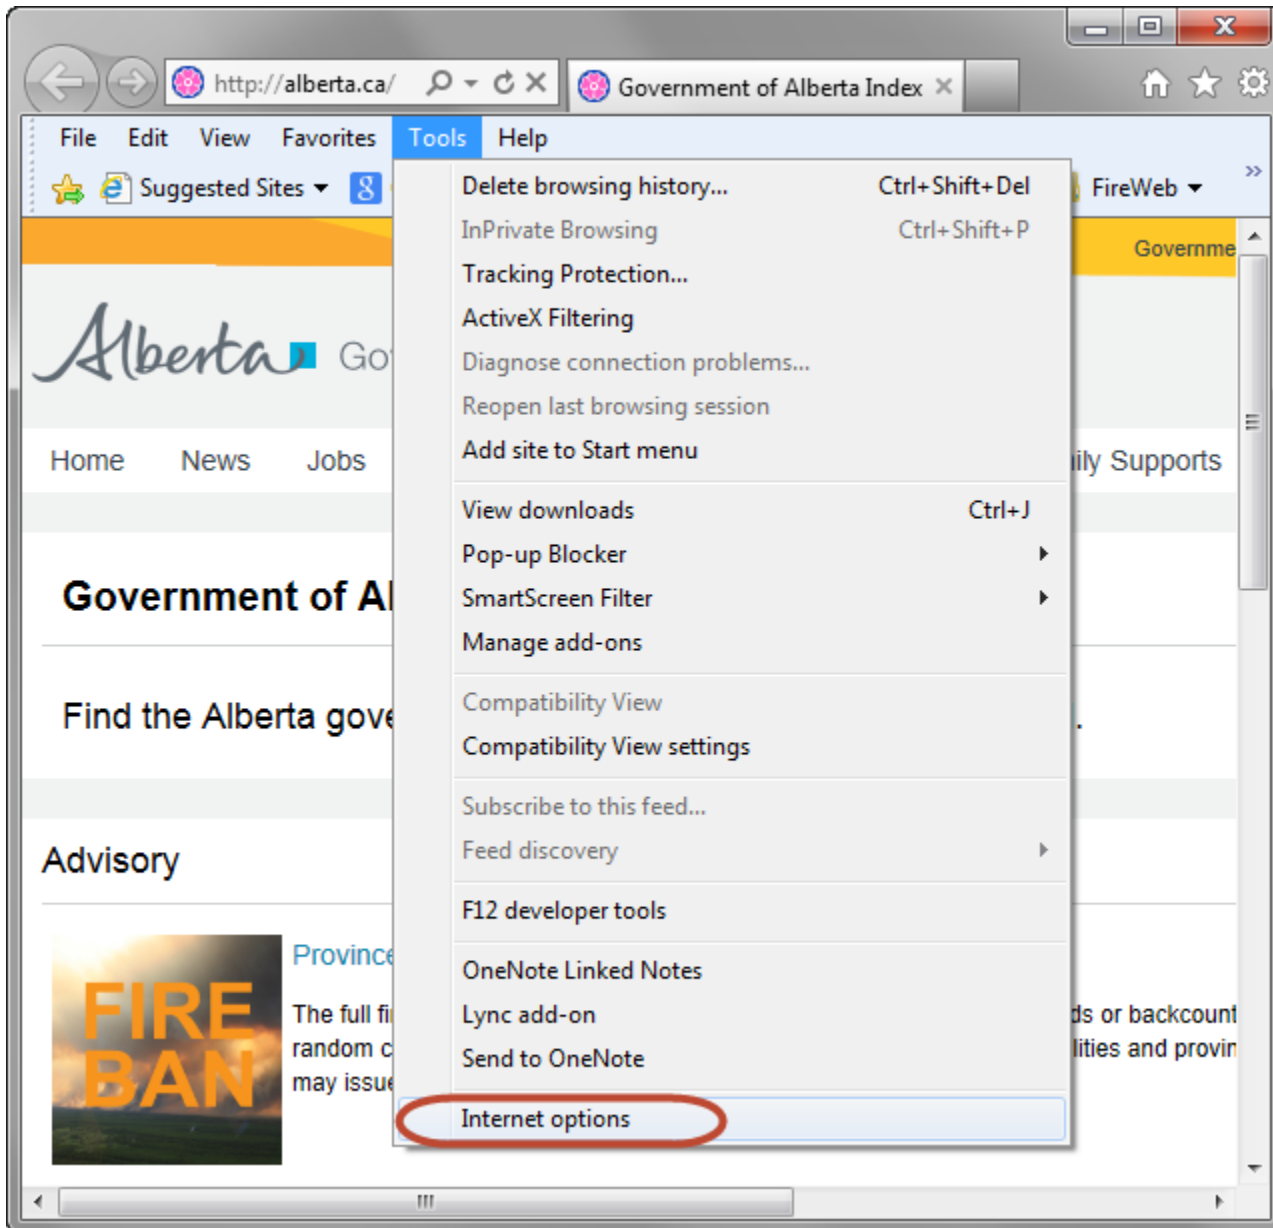 http://alberta.ca/
Government of Alberta Index
File Edit View Favorites Tools Help
Suggested Sites
FireWeb
Delete browsing history... Ctrl+Shift+Del
InPrivate Browsing Ctrl+Shift+P
Tracking Protection...
ActiveX Filtering
Diagnose connection problems...
Reopen last browsing session
Add site to Start menu
View downloads Ctrl+J
Pop-up Blocker
SmartScreen Filter
Manage add-ons
Compatibility View
Compatibility View settings
Subscribe to this feed...
Feed discovery
F12 developer tools
OneNote Linked Notes
Lync add-on
Send to OneNote
Internet options
Governme
Alberta Go
Home News Jobs ily Supports
Government of Al
Find the Alberta gove .
Advisory
FIRE
BAN
Province
The full fi ds or backcount
random c lities and provin
may issue